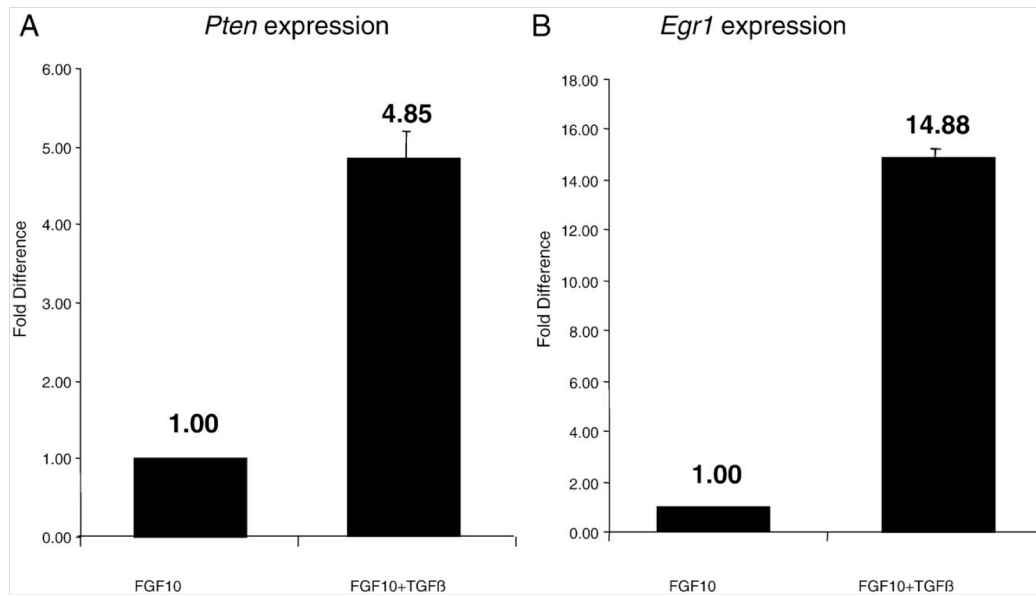 A
Pten expression
6.00
5.00
4.00
3.00
2.00
1.00
0.00
Fold Difference
1.00
4.85
FGF10
FGF10+TGFß
B
Egr1 expression
18.00
16.00
14.00
12.00
10.00
8.00
6.00
4.00
2.00
0.00
Fold Difference
1.00
14.88
FGF10
FGF10+TGFß